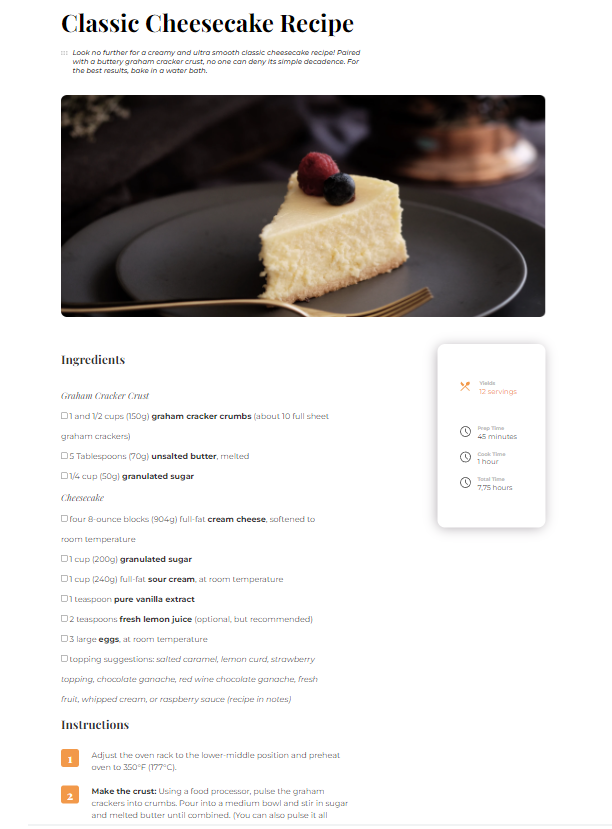 Classic Cheesecake Recipe
Look no further for a creamy and ultra smooth classic cheesecake recipe! Paired
with a buttery graham cracker crust, no one can deny its simple decadence. For
the best results, bake in a water bath.
Ingredients
Graham Cracker Crust
1 and 1/2 cups (150g) graham cracker crumbs (about 10 full sheet
graham crackers)
5 Tablespoons (70g) unsalted butter, melted
1/4 cup (50g) granulated sugar
Cheesecake
four 8-ounce blocks (904g) full-fat cream cheese, softened to
room temperature
1 cup (200g) granulated sugar
1 cup (240g) full-fat sour cream, at room temperature
1 teaspoon pure vanilla extract
2 teaspoons fresh lemon juice (optional, but recommended)
3 large eggs, at room temperature
topping suggestions: salted caramel, lemon curd, strawberry
topping, chocolate ganache, red wine chocolate ganache, fresh
fruit, whipped cream, or raspberry sauce (recipe in notes)
Yields
12 servings
Prep Time
45 minutes
Cook Time
1 hour
Total Time
7,75 hours
Instructions
1 Adjust the oven rack to the lower-middle position and preheat
oven to 350°F (177°C).
2 Make the crust: Using a food processor, pulse the graham
crackers into crumbs. Pour into a medium bowl and stir in sugar
and melted butter until combined. (You can also pulse it all